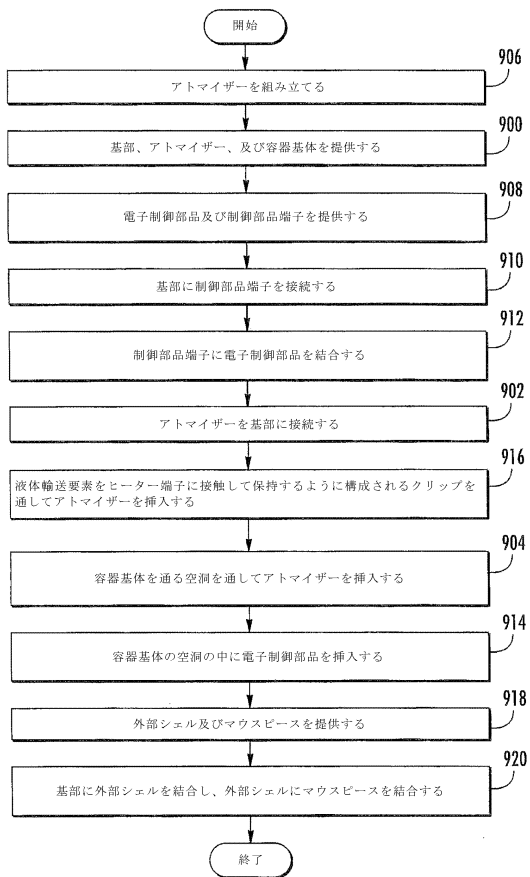 開始
906
アトマイザーを組み立てる
900
基部、アトマイザー、及び容器基体を提供する
908
電子制御部品及び制御部品端子を提供する
910
基部に制御部品端子を接続する
912
制御部品端子に電子制御部品を結合する
902
アトマイザーを基部に接続する
916
液体輸送要素をヒーター端子に接触して保持するように構成されるクリップを
通してアトマイザーを挿入する
904
容器基体を通る空洞を通してアトマイザーを挿入する
914
容器基体の空洞の中に電子制御部品を挿入する
918
外部シェル及びマウスピースを提供する
920
基部に外部シェルを結合し、外部シェルにマウスピースを結合する
終了